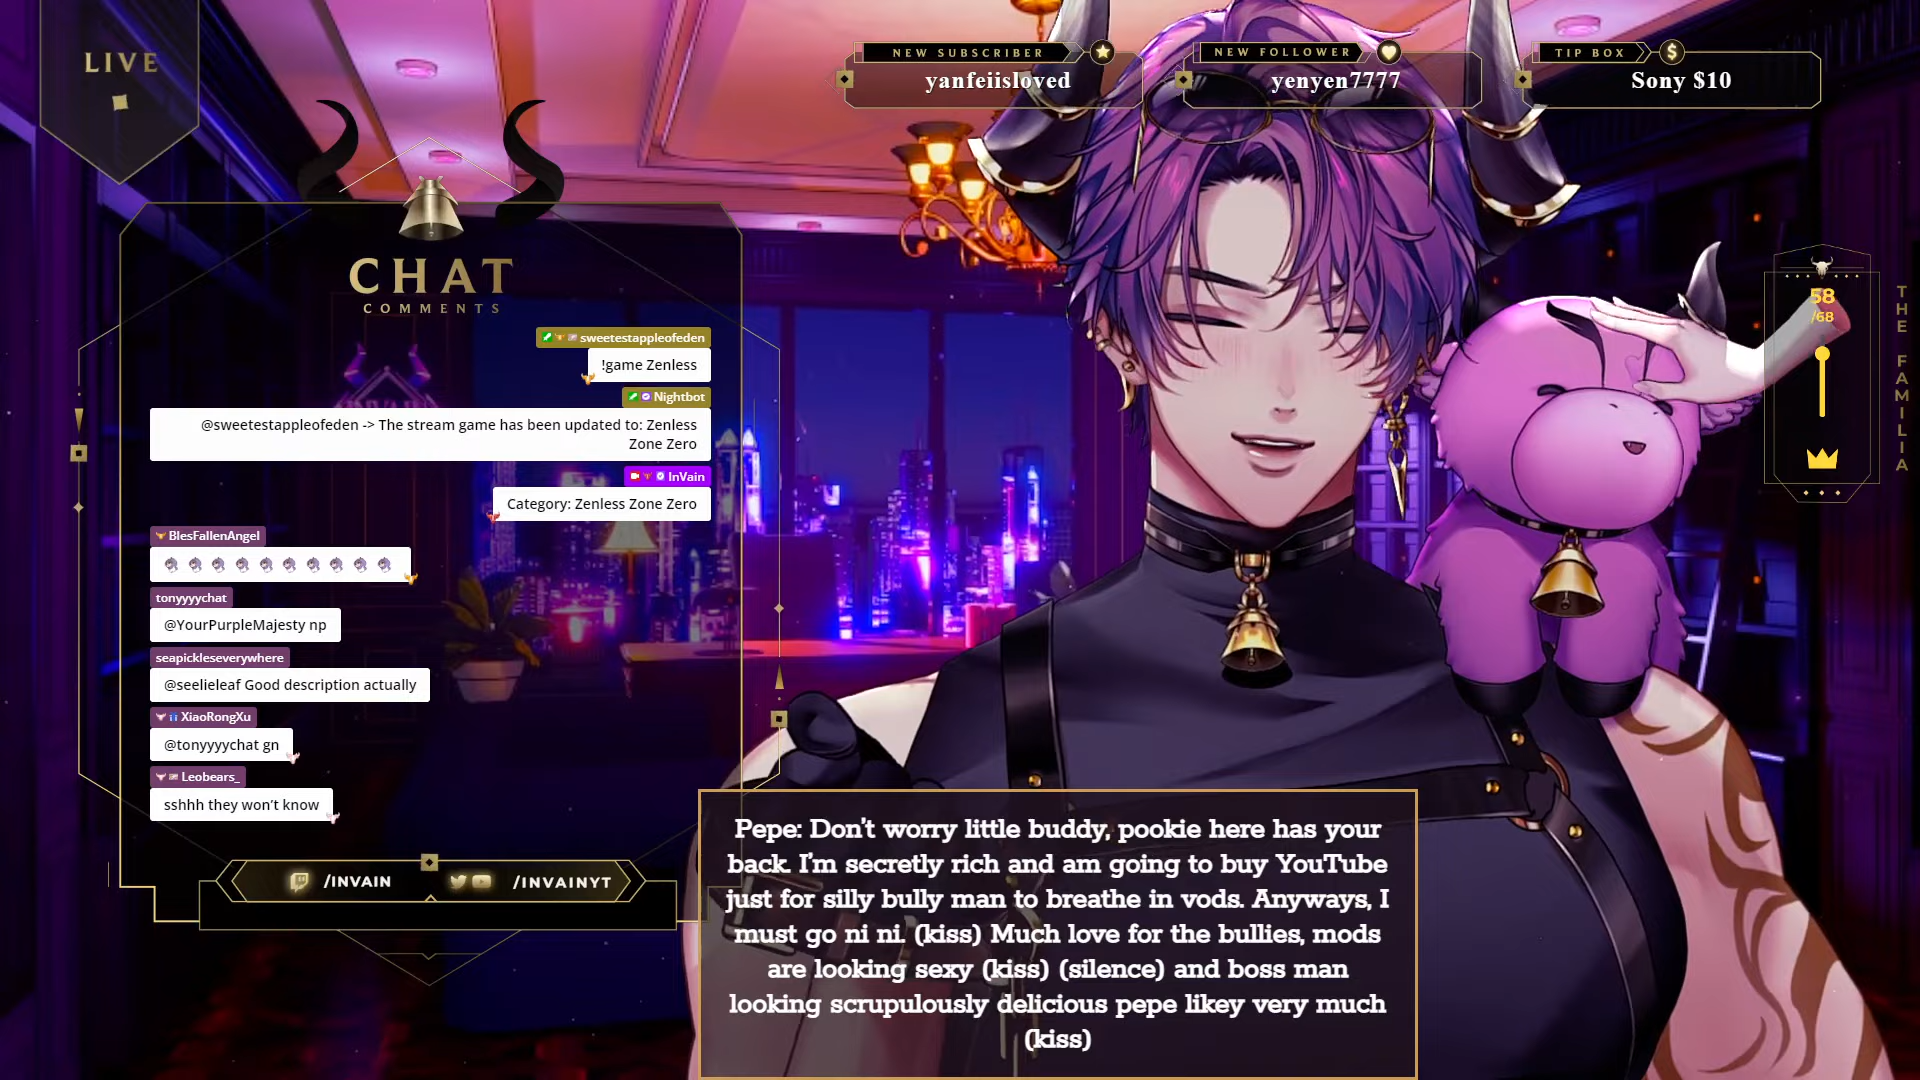 LIVE
NEW SUBSCRIBER
yanfeiisloved
NEW FOLLOWER
yenyen7777
TIP BOX
$
Sony $10
CHAT
COMMENTS
sweetestappleofeden
!game Zenless
Nightbot
@sweetestappleofeden -> The stream game has been updated to: Zenless
Zone Zero
InVain
Category: Zenless Zone Zero
BlesFallenAngel
tonyyyychat
@YourPurpleMajesty np
seapickleseverywhere
@seelieleaf Good description actually
XiaoRongXu
@tonyyyychat gn
Leobears_
sshhh they won't know
/INVAIN
/INVAINYT
58
/68
THE FAMILIA
Pepe: Don't worry little buddy, pookie here has your
back. I'm secretly rich and am going to buy YouTube
just for silly bully man to breathe in vods. Anyways, I
must go ni ni. (kiss) Much love for the bullies, mods
are looking sexy (kiss) (silence) and boss man
looking scrupulously delicious pepe likey very much
(kiss)